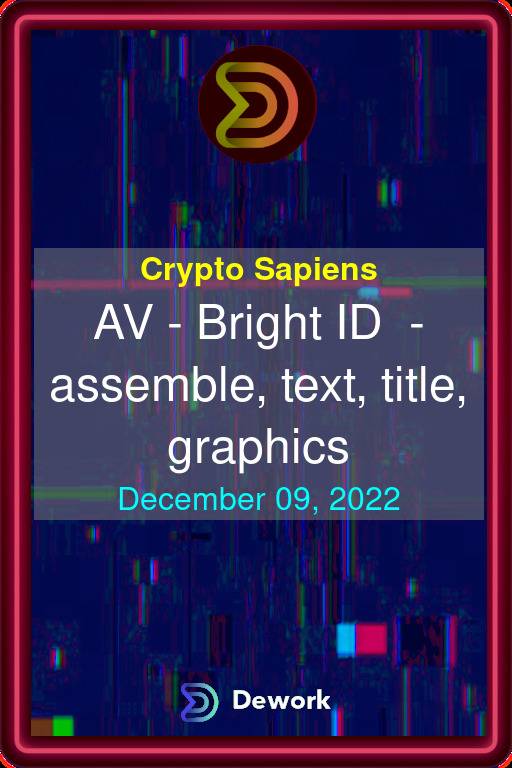 Crypto Sapiens
AV - Bright ID  -
assemble, text, title,
graphics
December 09, 2022
Dework